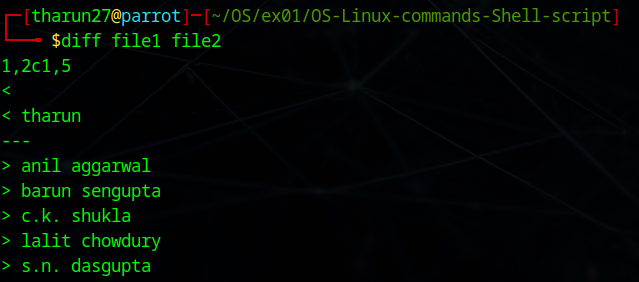 ┌─[tharun27@parrot]─[~/OS/ex01/OS-Linux-commands-Shell-script]
└──╼ $diff file1 file2
1,2c1,5
<
< tharun
---
> anil aggarwal
> barun sengupta
> c.k. shukla
> lalit chowdury
> s.n. dasgupta